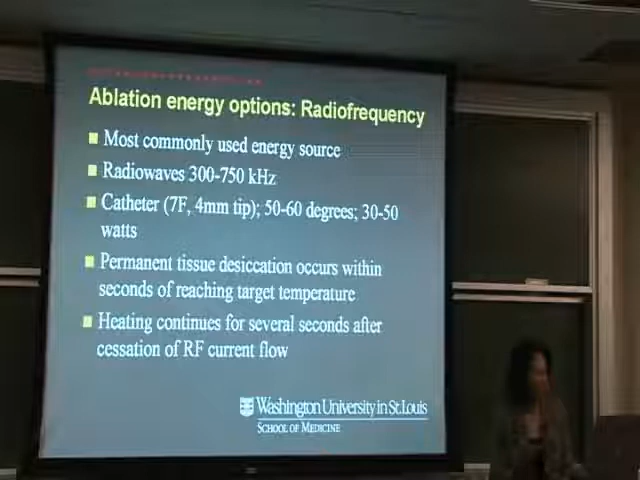 Ablation energy options: Radiofrequency
Most commonly used energy source
Radiowaves 300-750 kHz
Catheter (7F, 4mm tip); 50-60 degrees; 30-50
watts
Permanent tissue desiccation occurs within
seconds of reaching target temperature
Heating continues for several seconds after
cessation of RF current flow
Washington University in St. Louis
SCHOOL OF MEDICINE